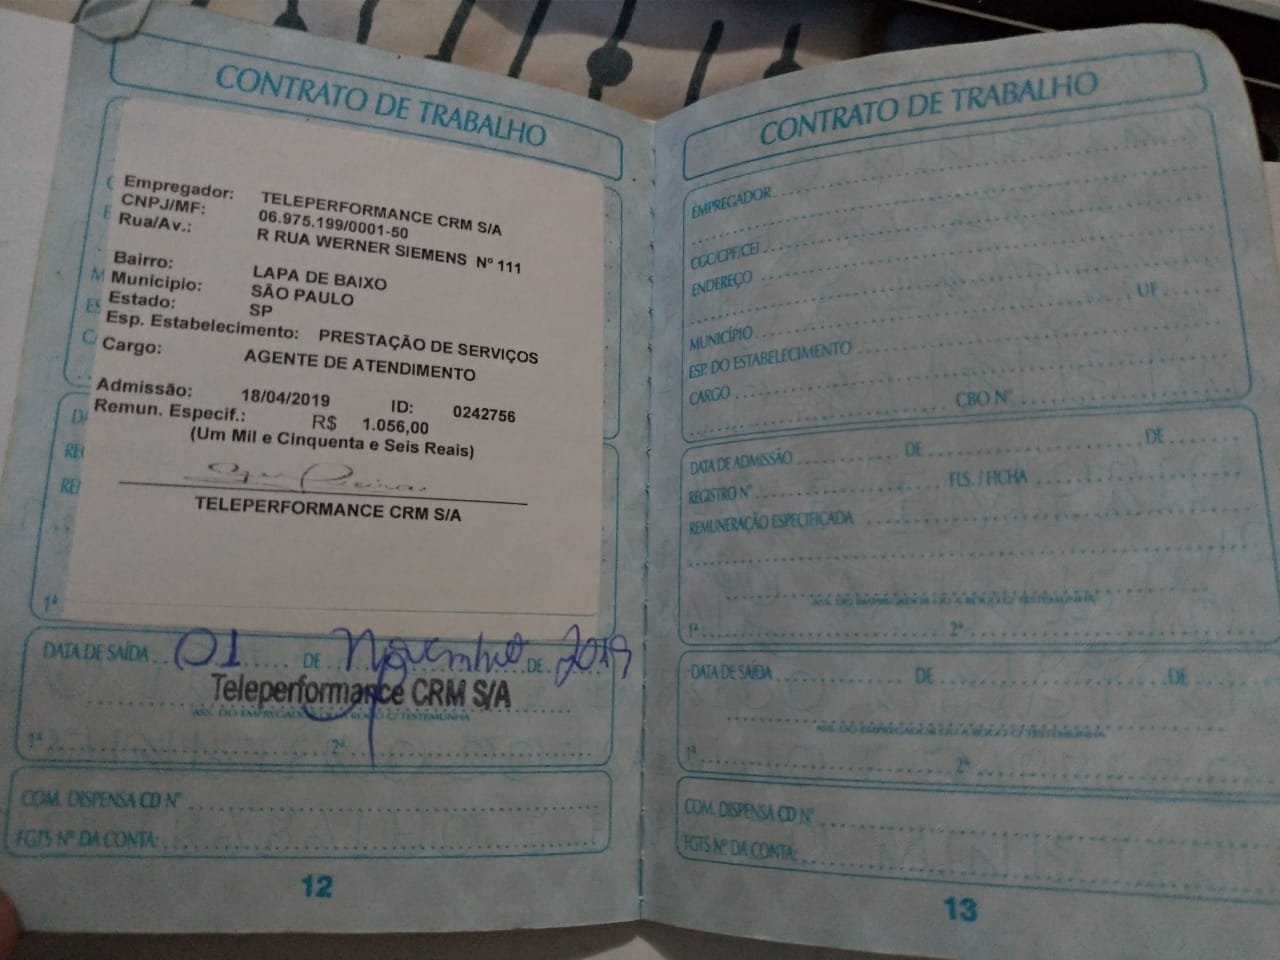 CONTRATO DE TRABALHO
Empregador: TELEPERFORMANCE CRM S/A
CNPJ/MF: 06.975.199/0001-50
Rua/Av.: R RUA WERNER SIEMENS Nº 111
Bairro: LAPA DE BAIXO
Município: SÃO PAULO
Estado: SP
Esp. Estabelecimento: PRESTAÇÃO DE SERVIÇOS
Cargo: AGENTE DE ATENDIMENTO
Admissão: 18/04/2019 ID: 0242756
Remun. Especif.: R$ 1.056,00
(Um Mil e Cinquenta e Seis Reais)
TELEPERFORMANCE CRM S/A
1ª
DATA DE SAÍDA 01 DE Novembro DE 2019
Teleperformance CRM S/A
ASS. DO EMPREGADOR OU A ROGO C/ TESTEMUNHA
1ª 2ª
COM. DISPENSA CD Nº
FGTS Nº DA CONTA:
12
CONTRATO DE TRABALHO
EMPREGADOR
CGC/CPF/CEI
ENDEREÇO
MUNICÍPIO UF
ESP. DO ESTABELECIMENTO
CARGO
CBO Nº
DATA DE ADMISSÃO DE DE
REGISTRO Nº FLS. / FICHA
REMUNERAÇÃO ESPECIFICADA
ASS. DO EMPREGADOR OU A ROGO C/ TESTEMUNHA
1ª 2ª
DATA DE SAÍDA DE DE
ASS. DO EMPREGADOR OU A ROGO C/ TESTEMUNHA
1ª 2ª
COM. DISPENSA CD Nº
FGTS Nº DA CONTA:
13